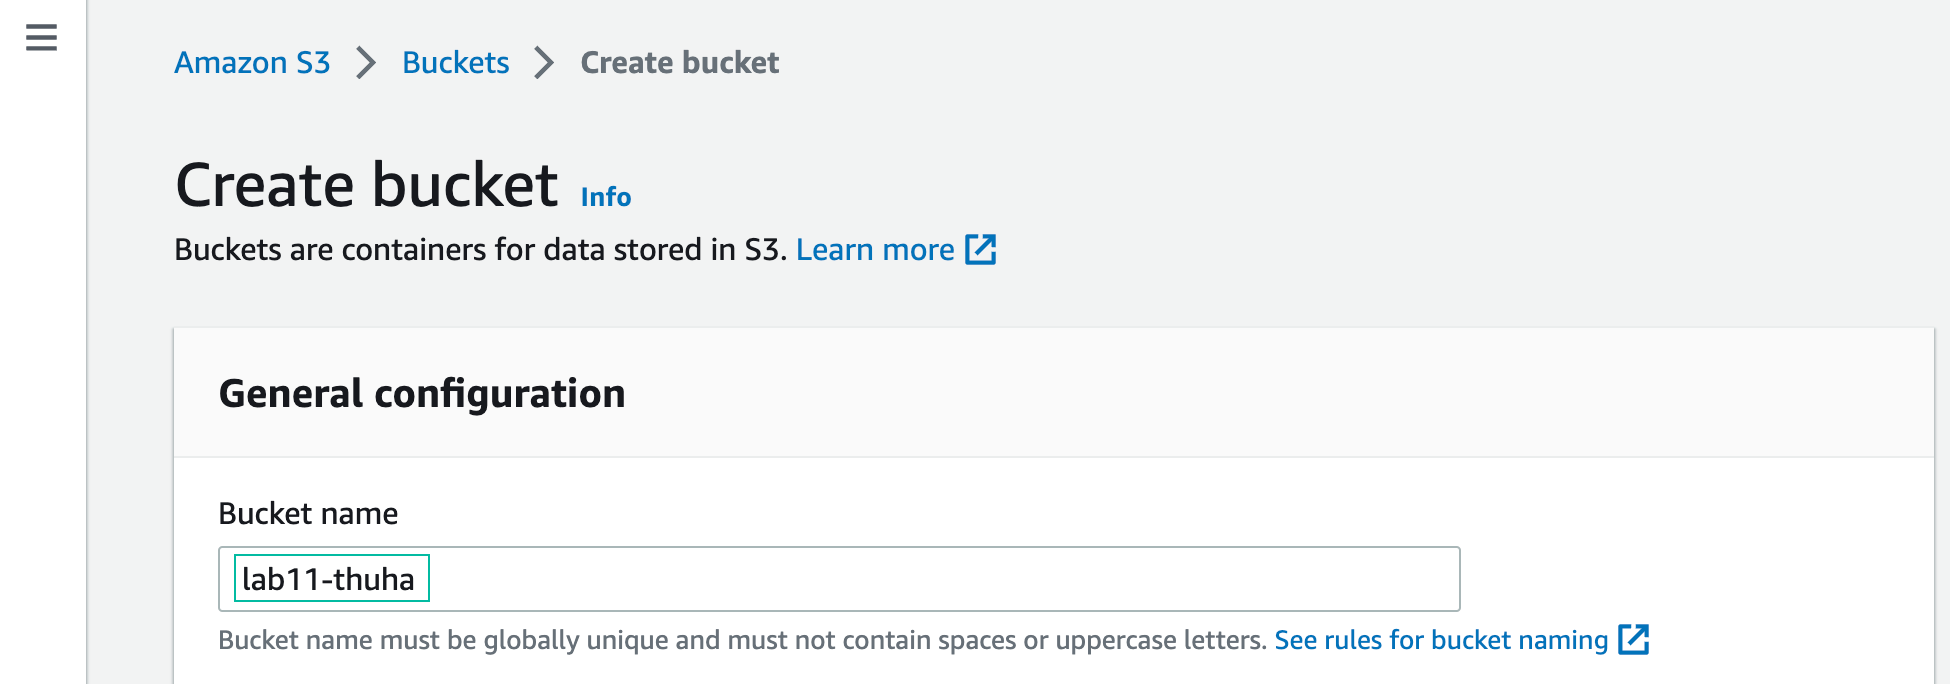 Amazon S3 > Buckets > Create bucket
Create bucket Info
Buckets are containers for data stored in S3. Learn more
General configuration
Bucket name
lab11-thuha
Bucket name must be globally unique and must not contain spaces or uppercase letters. See rules for bucket naming